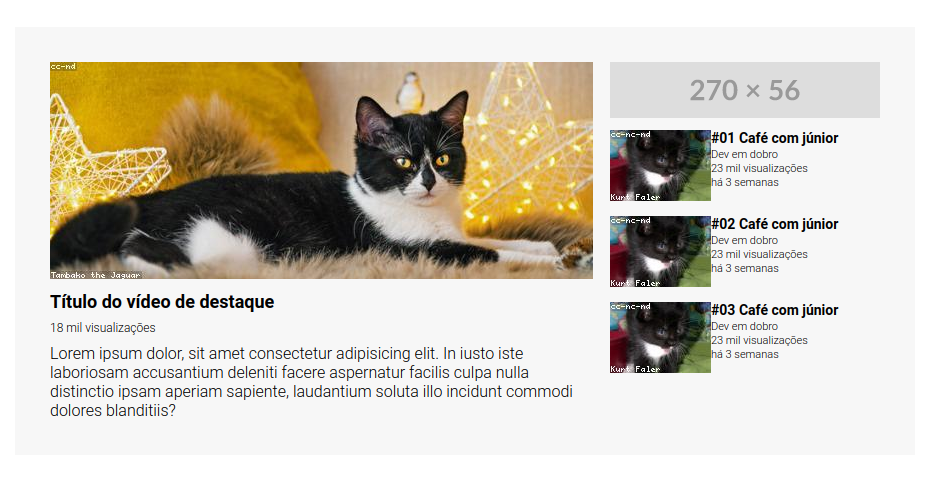 cc-nd
Tambako the Jaguar
Título do vídeo de destaque
18 mil visualizações
Lorem ipsum dolor, sit amet consectetur adipisicing elit. In iusto iste
laboriosam accusantium deleniti facere aspernatur facilis culpa nulla
distinctio ipsam aperiam sapiente, laudantium soluta illo incidunt commodi
dolores blanditiis?
270 × 56
cc-nc-nd
Kurt Faler
#01 Café com júnior
Dev em dobro
23 mil visualizações
há 3 semanas
cc-nc-nd
Kurt Faler
#02 Café com júnior
Dev em dobro
23 mil visualizações
há 3 semanas
cc-nc-nd
Kurt Faler
#03 Café com júnior
Dev em dobro
23 mil visualizações
há 3 semanas